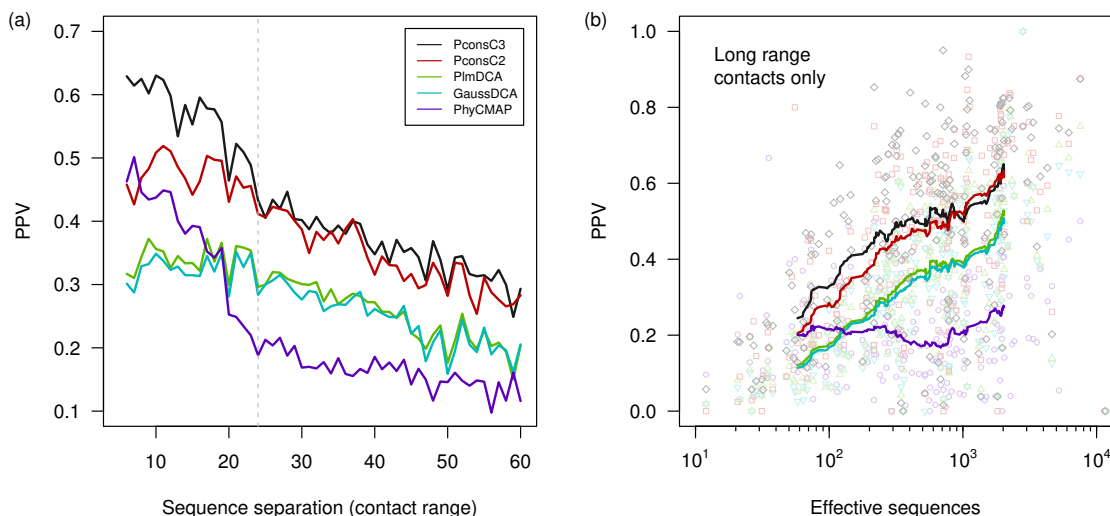 (a)
0.7
0.6
0.5
0.4
0.3
0.2
0.1
PPV
PconsC3
PconsC2
PlmDCA
GaussDCA
PhyCMAP
10 20 30 40 50 60
Sequence separation (contact range)
(b)
Long range
contacts only
1.0
0.8
0.6
0.4
0.2
0.0
PPV
10¹ 10² 10³ 10⁴
Effective sequences